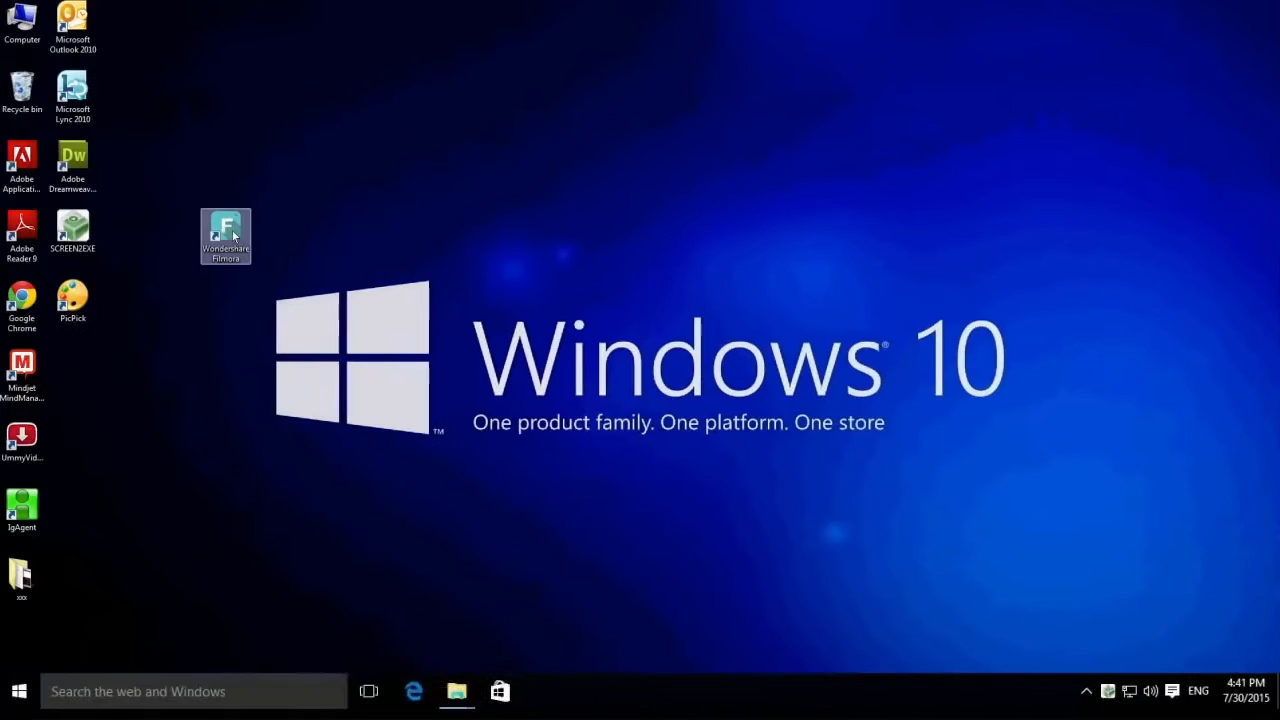 Computer
Microsoft
Outlook 2010
Recycle bin
Microsoft
Lync 2010
Adobe
Applicati...
Adobe
Dreamweav...
Adobe
Reader 9
SCREEN2EXE
Wondershare
Filmora
Google
Chrome
PicPick
Mindjet
MindMana...
UmmyVid...
IgAgent
xxx
Windows® 10
One product family. One platform. One store
™
Search the web and Windows
ENG
4:41 PM
7/30/2015